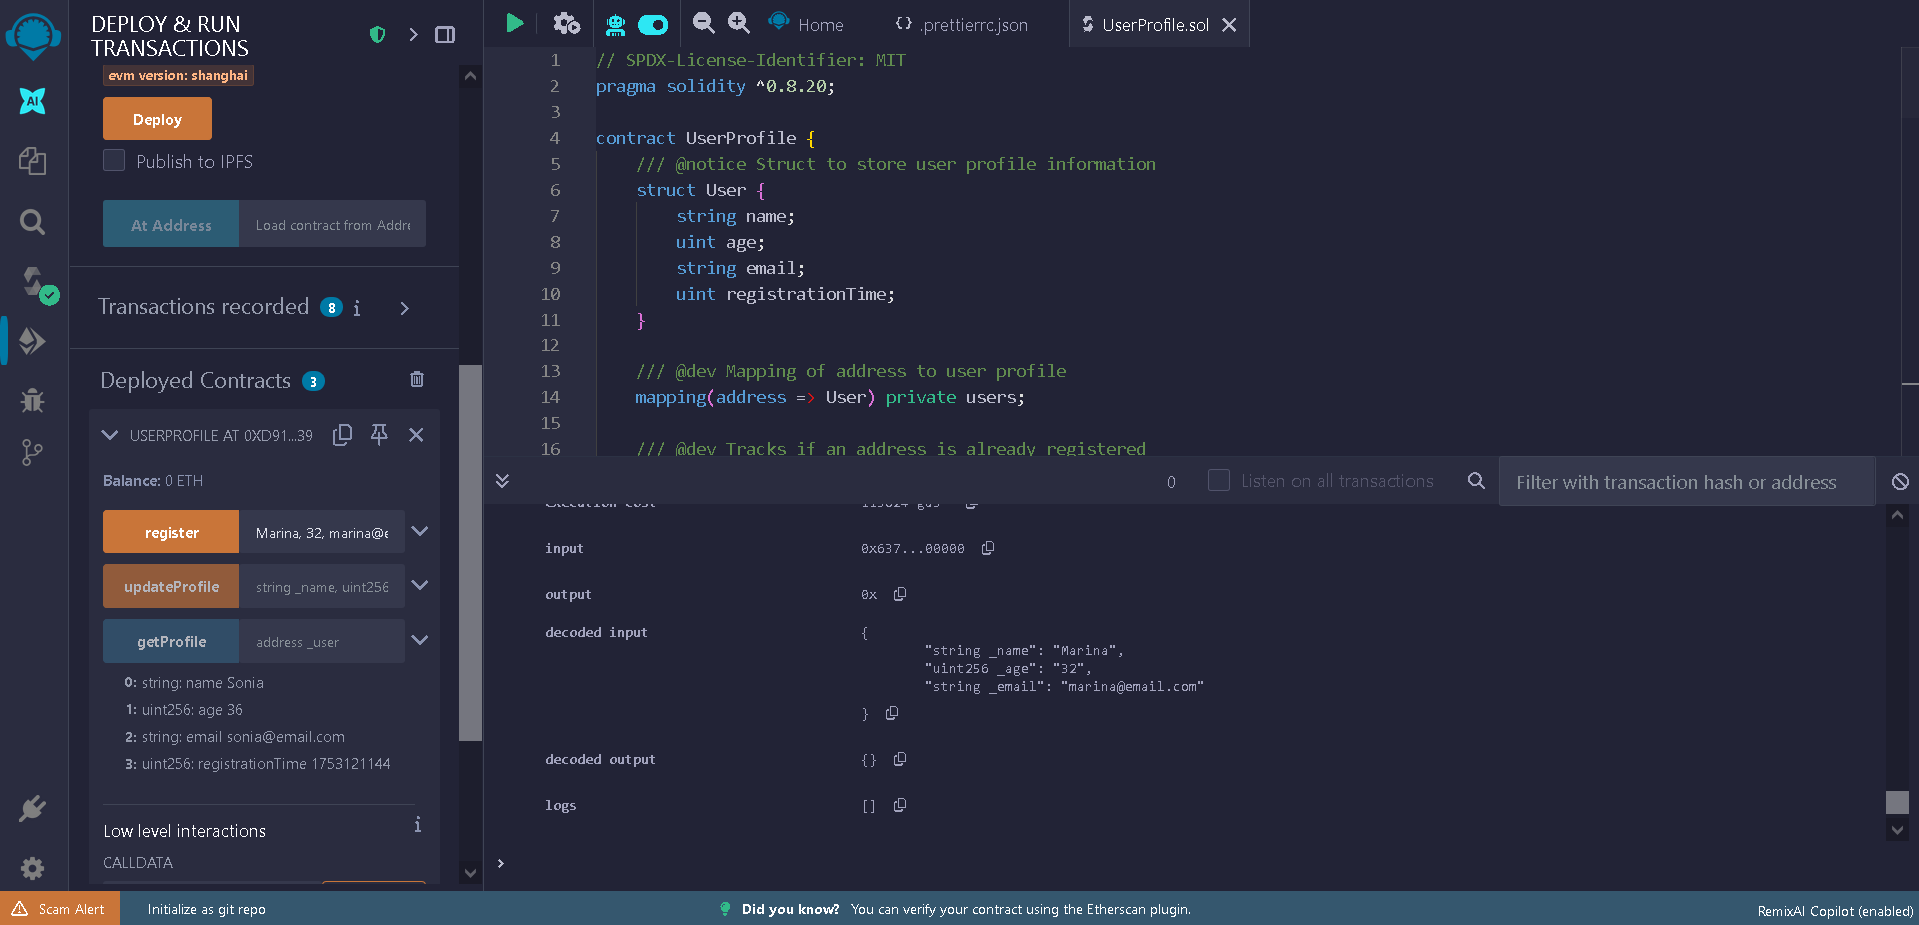 DEPLOY & RUN
TRANSACTIONS
evm version: shanghai
Deploy
Publish to IPFS
At Address
Load contract from Addre
Transactions recorded 8 i
Deployed Contracts 3
USERPROFILE AT 0XD91...39
Balance: 0 ETH
register
Marina, 32, marina@e
updateProfile
string _name, uint256
getProfile
address _user
0: string: name Sonia
1: uint256: age 36
2: string: email sonia@email.com
3: uint256: registrationTime 1753121144
Low level interactions i
CALLDATA
AI
Home
{} .prettierrc.json
UserProfile.sol
1 // SPDX-License-Identifier: MIT
2 pragma solidity ^0.8.20;
3
4 contract UserProfile {
5 /// @notice Struct to store user profile information
6 struct User {
7 string name;
8 uint age;
9 string email;
10 uint registrationTime;
11 }
12
13 /// @dev Mapping of address to user profile
14 mapping(address => User) private users;
15
16 /// @dev Tracks if an address is already registered
0
Listen on all transactions
Filter with transaction hash or address
execution cost
input 0x637...00000
output 0x
decoded input {
"string _name": "Marina",
"uint256 _age": "32",
"string _email": "marina@email.com"
}
decoded output {}
logs []
>
Scam Alert
Initialize as git repo
Did you know? You can verify your contract using the Etherscan plugin.
RemixAI Copilot (enabled)